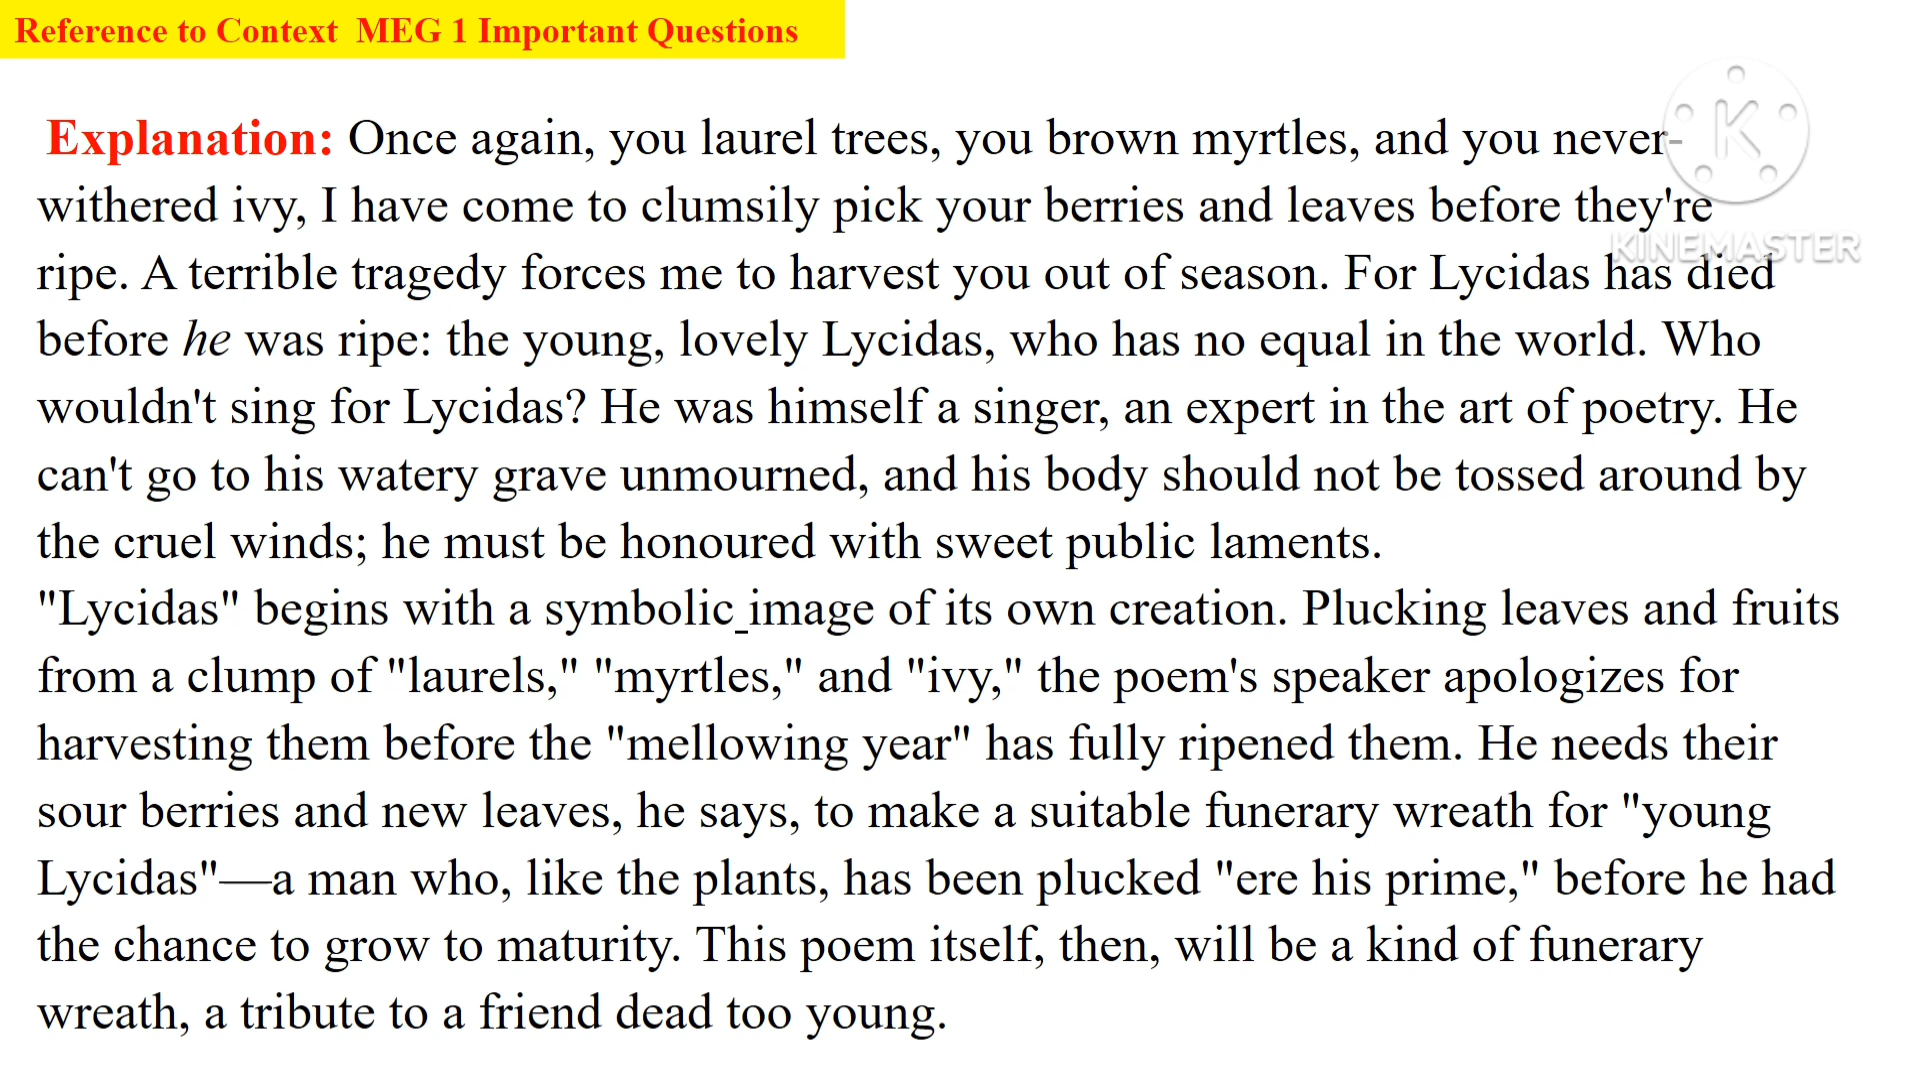 Reference to Context MEG 1 Important Questions
K
KINEMASTER
Explanation: Once again, you laurel trees, you brown myrtles, and you never-
withered ivy, I have come to clumsily pick your berries and leaves before they're
ripe. A terrible tragedy forces me to harvest you out of season. For Lycidas has died
before he was ripe: the young, lovely Lycidas, who has no equal in the world. Who
wouldn't sing for Lycidas? He was himself a singer, an expert in the art of poetry. He
can't go to his watery grave unmourned, and his body should not be tossed around by
the cruel winds; he must be honoured with sweet public laments.
"Lycidas" begins with a symbolic image of its own creation. Plucking leaves and fruits
from a clump of "laurels," "myrtles," and "ivy," the poem's speaker apologizes for
harvesting them before the "mellowing year" has fully ripened them. He needs their
sour berries and new leaves, he says, to make a suitable funerary wreath for "young
Lycidas"—a man who, like the plants, has been plucked "ere his prime," before he had
the chance to grow to maturity. This poem itself, then, will be a kind of funerary
wreath, a tribute to a friend dead too young.